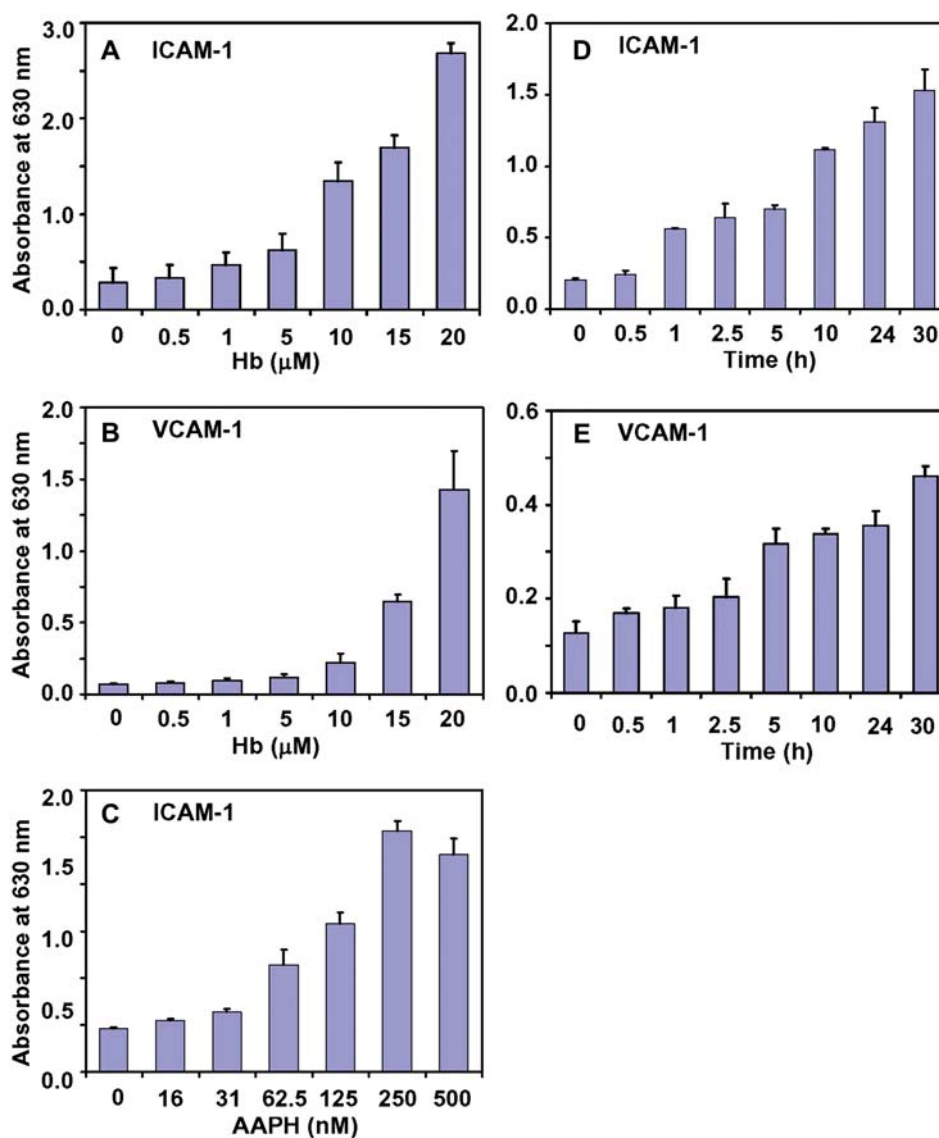 A ICAM-1
Absorbance at 630 nm
3.0
2.0
1.0
0.0
0 0.5 1 5 10 15 20
Hb (μM)
B VCAM-1
Absorbance at 630 nm
2.0
1.5
1.0
0.5
0.0
0 0.5 1 5 10 15 20
Hb (μM)
C ICAM-1
Absorbance at 630 nm
2.0
1.5
1.0
0.5
0.0
0 16 31 62.5 125 250 500
AAPH (nM)
D ICAM-1
2.0
1.5
1.0
0.5
0.0
0 0.5 1 2.5 5 10 24 30
Time (h)
E VCAM-1
0.6
0.4
0.2
0.0
0 0.5 1 2.5 5 10 24 30
Time (h)